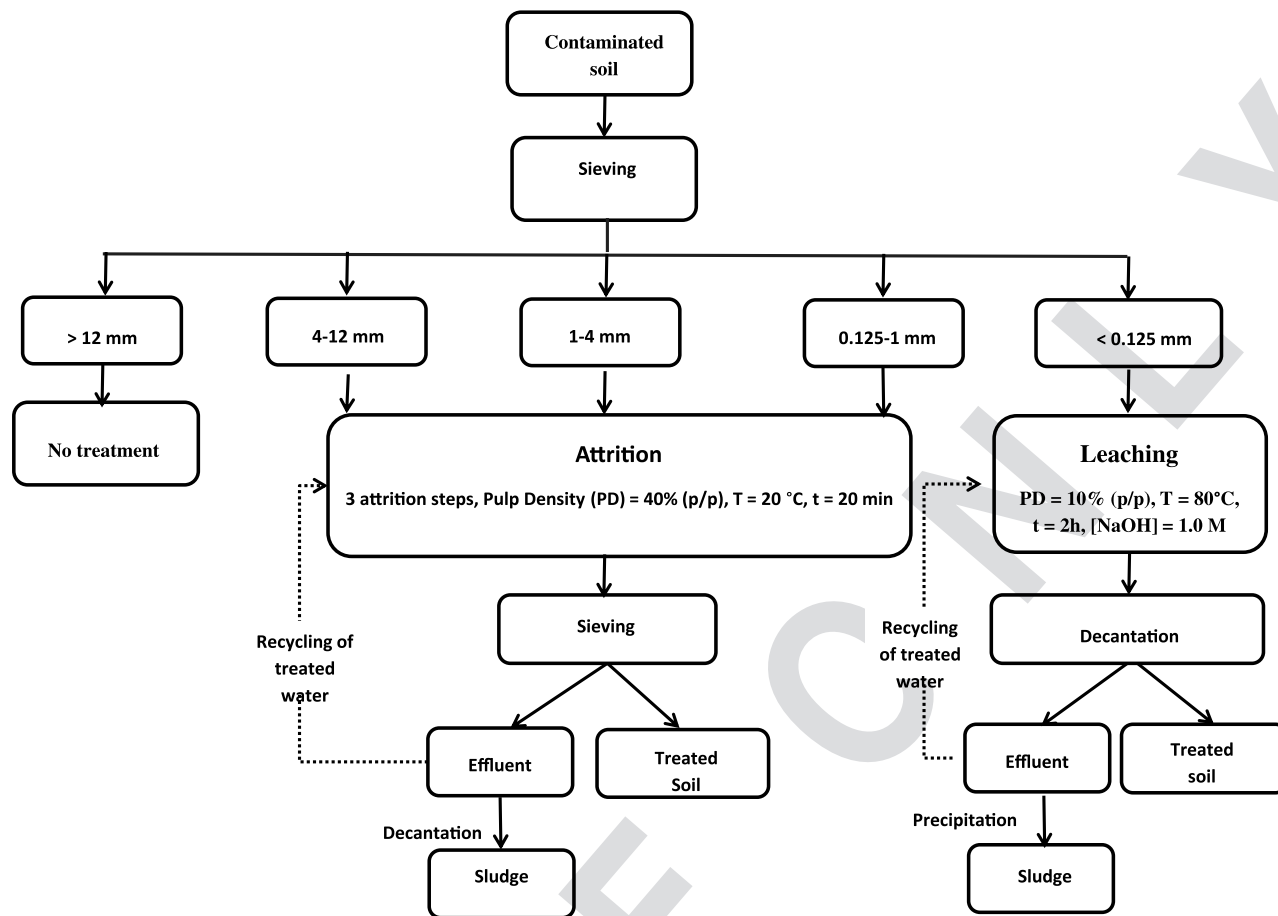 Contaminated
soil
Sieving
> 12 mm
4-12 mm
1-4 mm
0.125-1 mm
< 0.125 mm
No treatment
Attrition
3 attrition steps, Pulp Density (PD) = 40% (p/p), T = 20 °C, t = 20 min
Leaching
PD = 10% (p/p), T = 80°C,
t = 2h, [NaOH] = 1.0 M
Recycling of
treated
water
Sieving
Recycling
of treated
water
Decantation
Effluent
Treated
Soil
Effluent
Treated
soil
Decantation
Sludge
Precipitation
Sludge